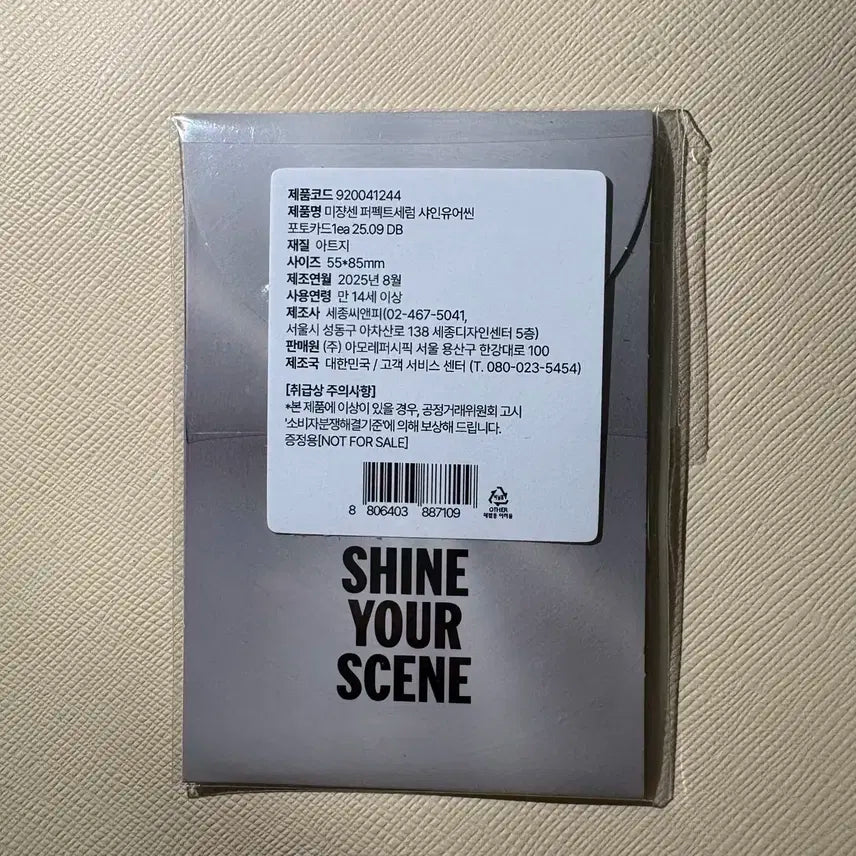 제품코드 920041244
제품명 미쟝센 퍼펙트세럼 샤인유어씬
포토카드1ea 25.09 DB
재질 아트지
사이즈 55*85mm
제조연월 2025년 8월
사용연령 만 14세 이상
제조사 세종씨앤피(02-467-5041,
서울시 성동구 아차산로 138 세종디자인센터 5층)
판매원 (주) 아모레퍼시픽 서울 용산구 한강대로 100
제조국 대한민국 / 고객 서비스 센터 (T. 080-023-5454)
[취급상 주의사항]
*본 제품에 이상이 있을 경우, 공정거래위원회 고시
'소비자분쟁해결기준'에 의해 보상해 드립니다.
증정용[NOT FOR SALE]
8 806403 887109
OTHER
SHINE
YOUR
SCENE